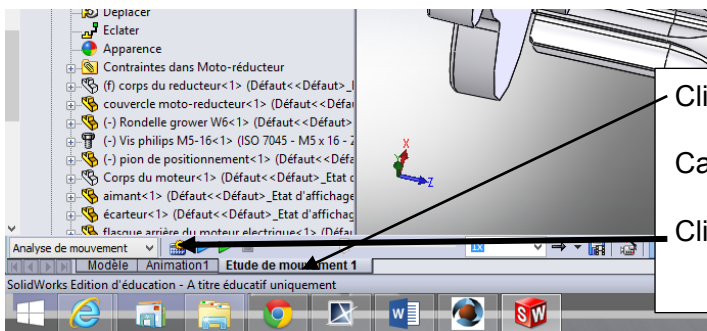 Déplacer
Eclater
Apparence
Contraintes dans Moto-réducteur
(f) corps du reducteur<1> (Défaut<<Défaut>_
couvercle moto-reducteur<1> (Défaut<<Défa
(-) Rondelle grower W6<1> (Défaut<<Défaut>
(-) Vis philips M5-16<1> (ISO 7045 - M5 x 16 -
(-) pion de positionnement<1> (Défaut<<Défa
Corps du moteur<1> (Défaut<<Défaut>_Etat d
aimant<1> (Défaut<<Défaut>_Etat d'affichage
écarteur<1> (Défaut<<Défaut>_Etat d'affichag
flasque arrière du moteur electrique<1> (Défau
X
Y
Z
Cli
Ca
Cli
Analyse de mouvement
1x
Modèle Animation1 Etude de mouvement 1
SolidWorks Edition d'éducation - A titre éducatif uniquement
W
SW